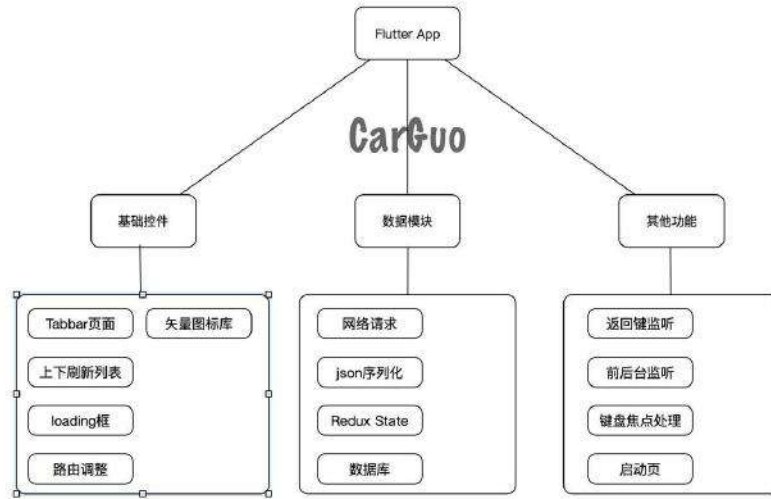 Flutter App
CarGuo
基础控件
数据模块
其他功能
Tabbar页面
矢量图标库
上下刷新列表
loading框
路由调整
网络请求
json序列化
Redux State
数据库
返回键监听
前后台监听
键盘焦点处理
启动页